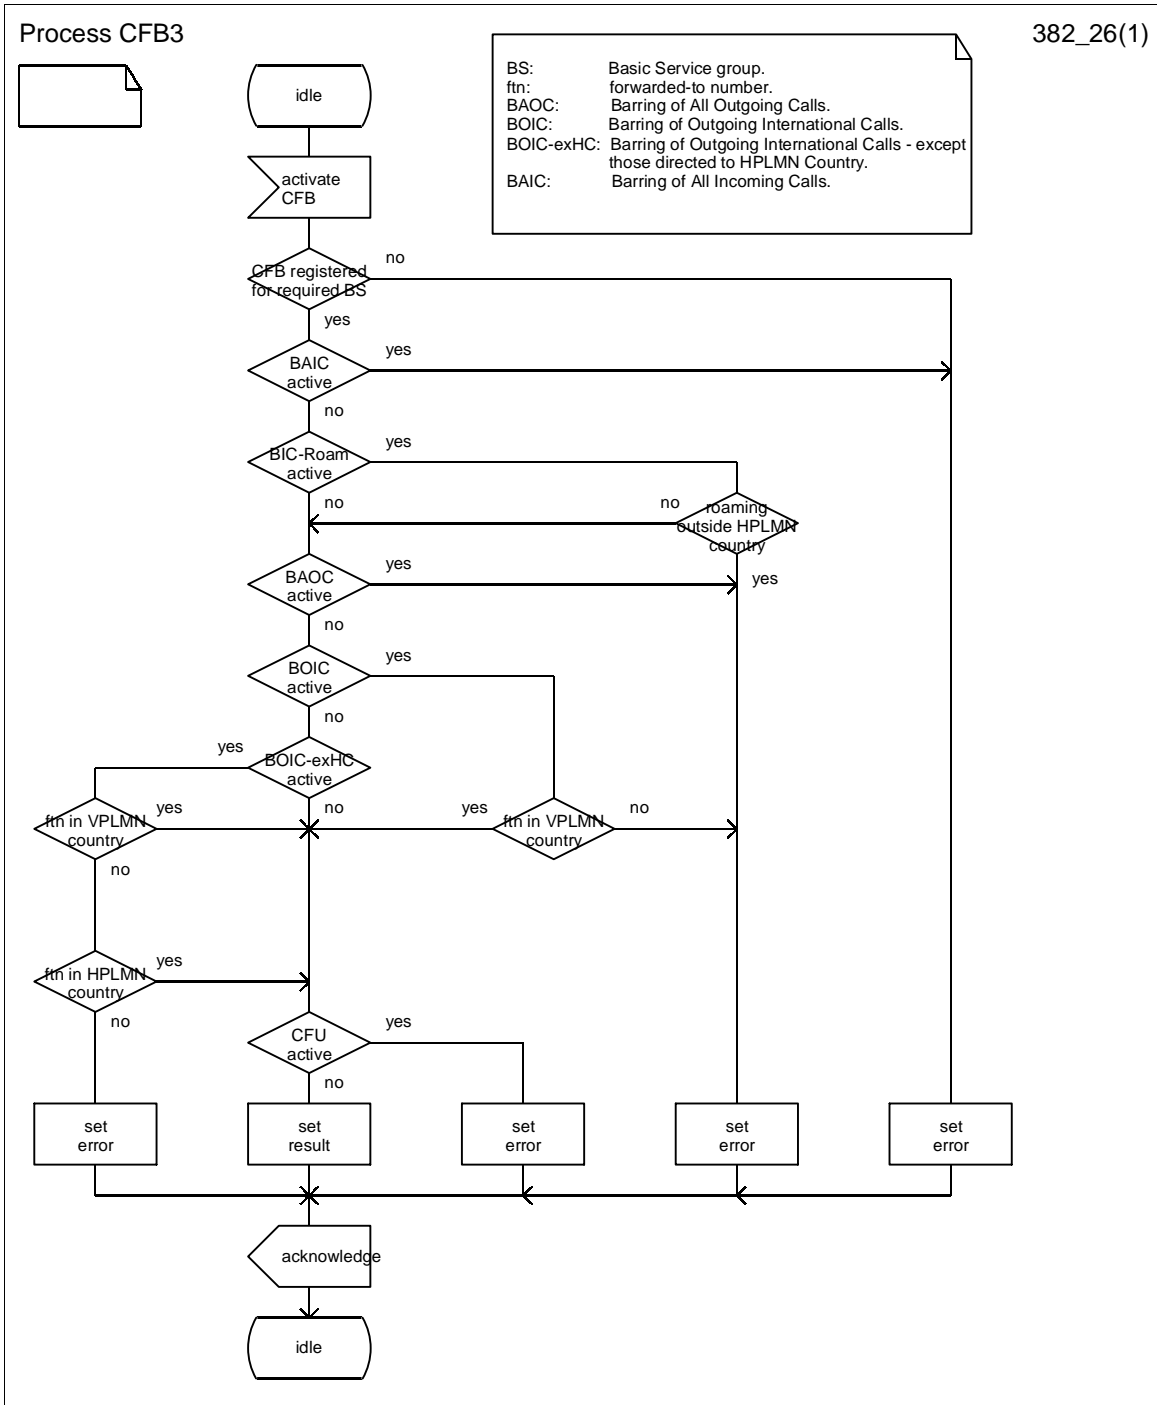 Process CFB3
382_26(1)
BS: Basic Service group.
ftn: forwarded-to number.
BAOC: Barring of All Outgoing Calls.
BOIC: Barring of Outgoing International Calls.
BOIC-exHC: Barring of Outgoing International Calls - except
those directed to HPLMN Country.
BAIC: Barring of All Incoming Calls.
idle
activate
CFB
CFB registered
for required BS
no
yes
BAIC
active
yes
no
BIC-Roam
active
yes
no
roaming
outside HPLMN
country
no
yes
BAOC
active
yes
no
BOIC
active
yes
no
BOIC-exHC
active
yes
no
ftn in VPLMN
country
yes
no
ftn in VPLMN
country
yes
no
ftn in HPLMN
country
yes
no
CFU
active
yes
no
set
error
set
result
set
error
set
error
set
error
acknowledge
idle